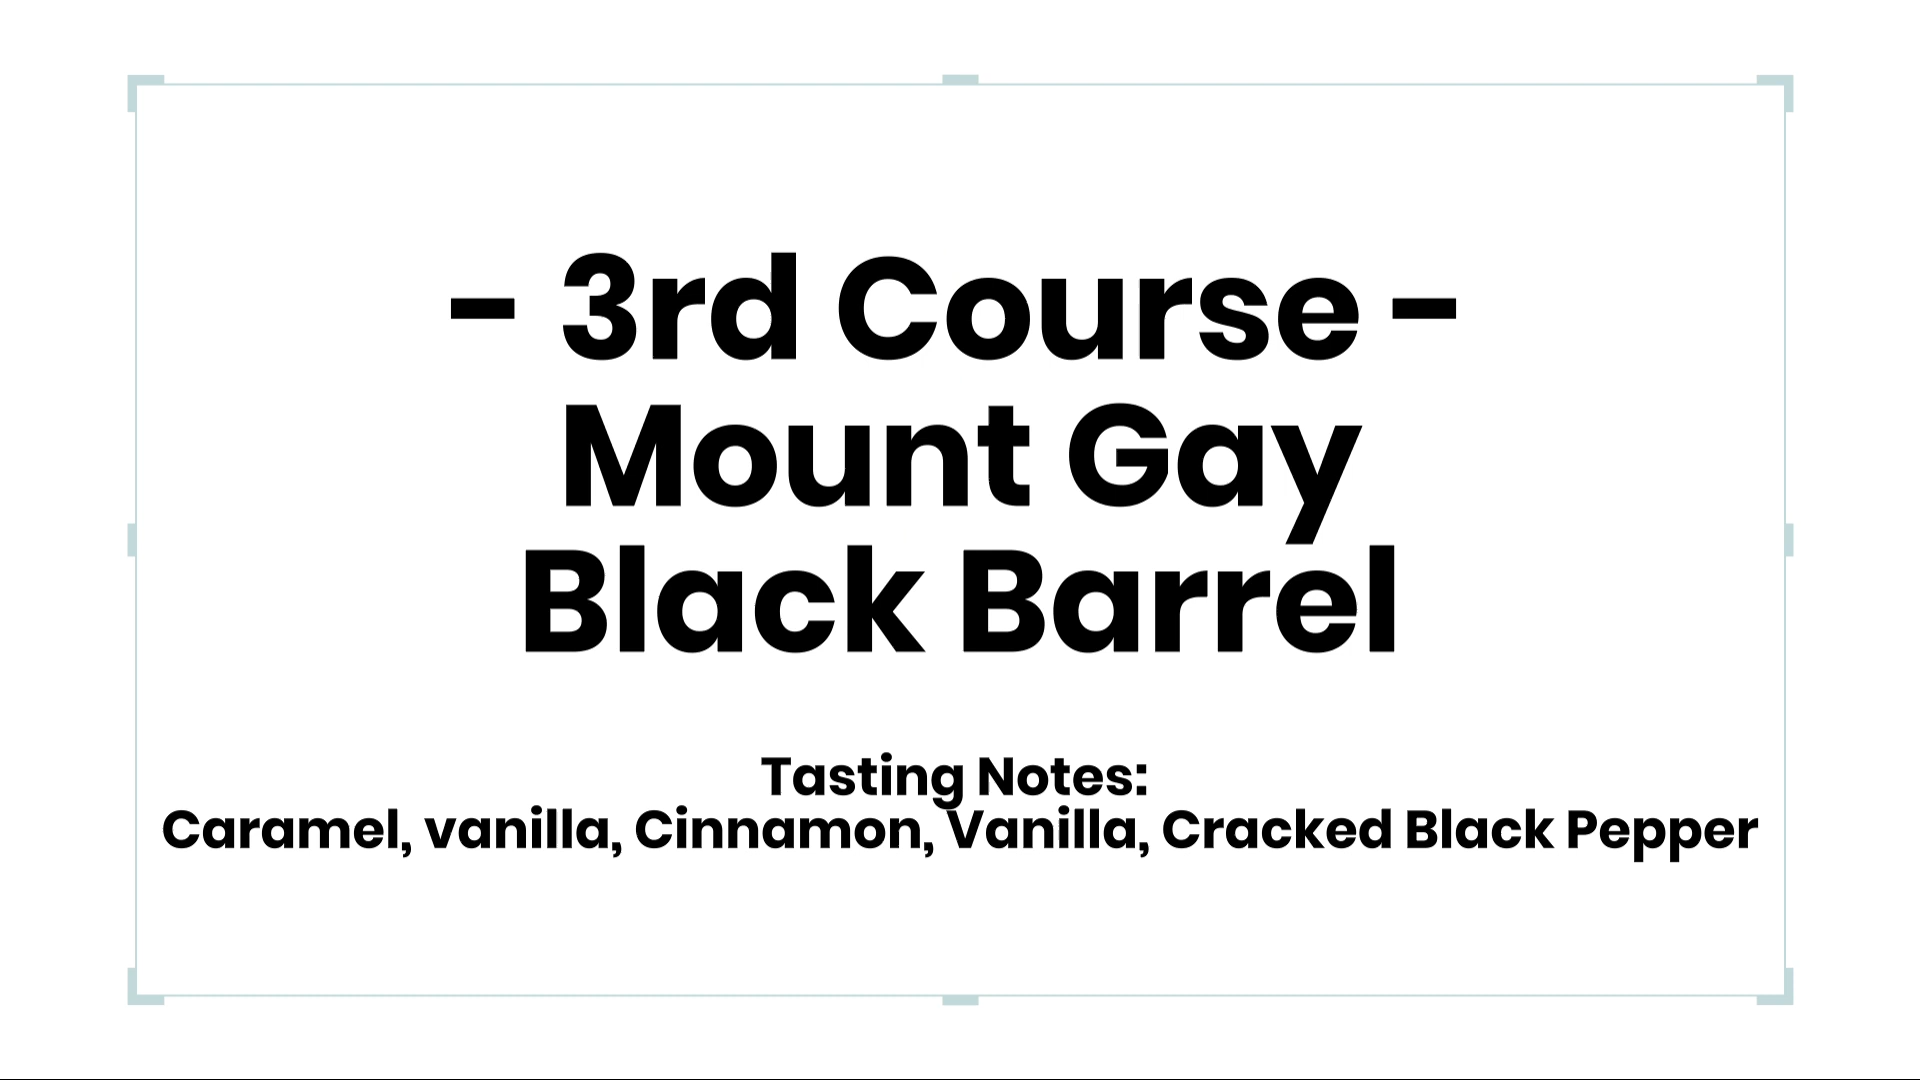 - 3rd Course -
Mount Gay
Black Barrel
Tasting Notes:
Caramel, vanilla, Cinnamon, Vanilla, Cracked Black Pepper